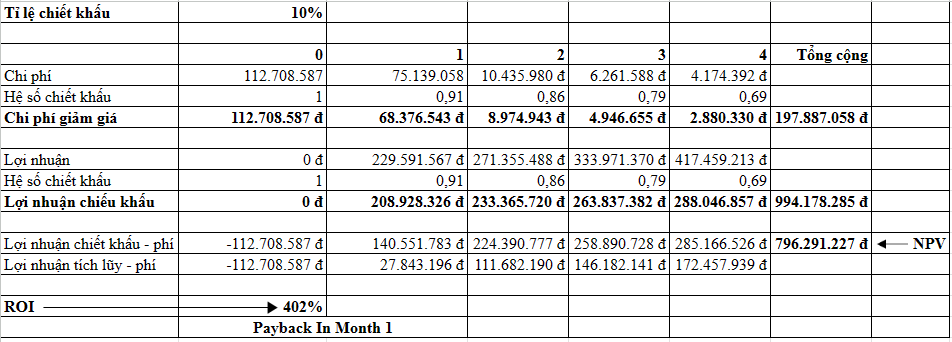 Tỉ lệ chiết khấu 10%
0 1 2 3 4 Tổng cộng
Chi phí 112.708.587 75.139.058 10.435.980 đ 6.261.588 đ 4.174.392 đ
Hệ số chiết khấu 1 0,91 0,86 0,79 0,69
Chi phí giảm giá 112.708.587 đ 68.376.543 đ 8.974.943 đ 4.946.655 đ 2.880.330 đ 197.887.058 đ
Lợi nhuận 0 đ 229.591.567 đ 271.355.488 đ 333.971.370 đ 417.459.213 đ
Hệ số chiết khấu 1 0,91 0,86 0,79 0,69
Lợi nhuận chiếu khấu 0 đ 208.928.326 đ 233.365.720 đ 263.837.382 đ 288.046.857 đ 994.178.285 đ
Lợi nhuận chiết khấu - phí -112.708.587 đ 140.551.783 đ 224.390.777 đ 258.890.728 đ 285.166.526 đ 796.291.227 đ NPV
Lợi nhuận tích lũy - phí -112.708.587 đ 27.843.196 đ 111.682.190 đ 146.182.141 đ 172.457.939 đ
ROI 402%
Payback In Month 1